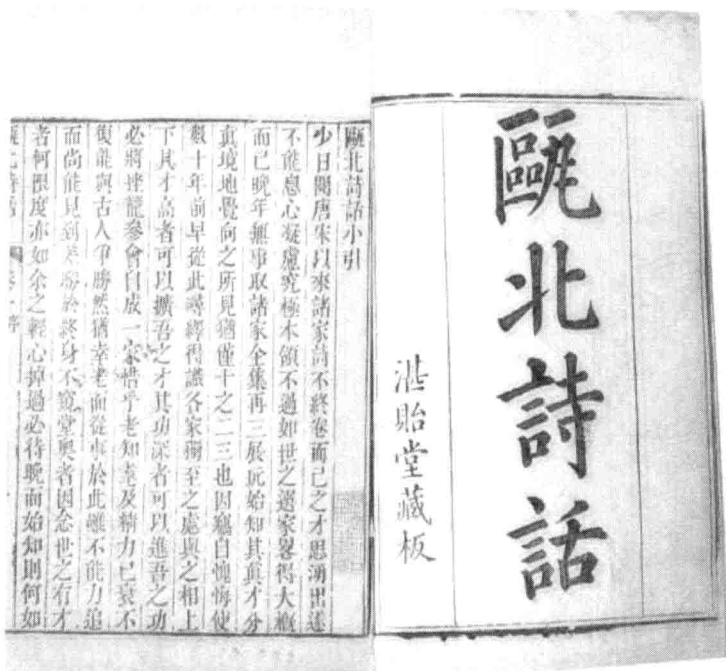 甌北詩話
湛貽堂藏板
甌北詩話小引
少日閱唐宋以來諸家詩不終卷而己之才思湧出遂
不能息心凝慮究極本領不過如世之選家畧得大概
而已晚年無事取諸家全集再三展玩始知其真才分
真境地覺向之所見猶僅十之二三也因竊自愧悔使
數十年前早從此尋繹得識各家獨至之處與之相上
下其才高者可以擴吾之才其功深者可以進吾之功
必將挫籠參會自成一家惜乎老知耄及精力已衰不
復能與古人爭勝然猶幸老而從事於此雖不能力追
而尚能見到差勝於終身不窺堂奧者因念世之有才
者何限度亦如余之輕心掉過必待晚而始知則何如